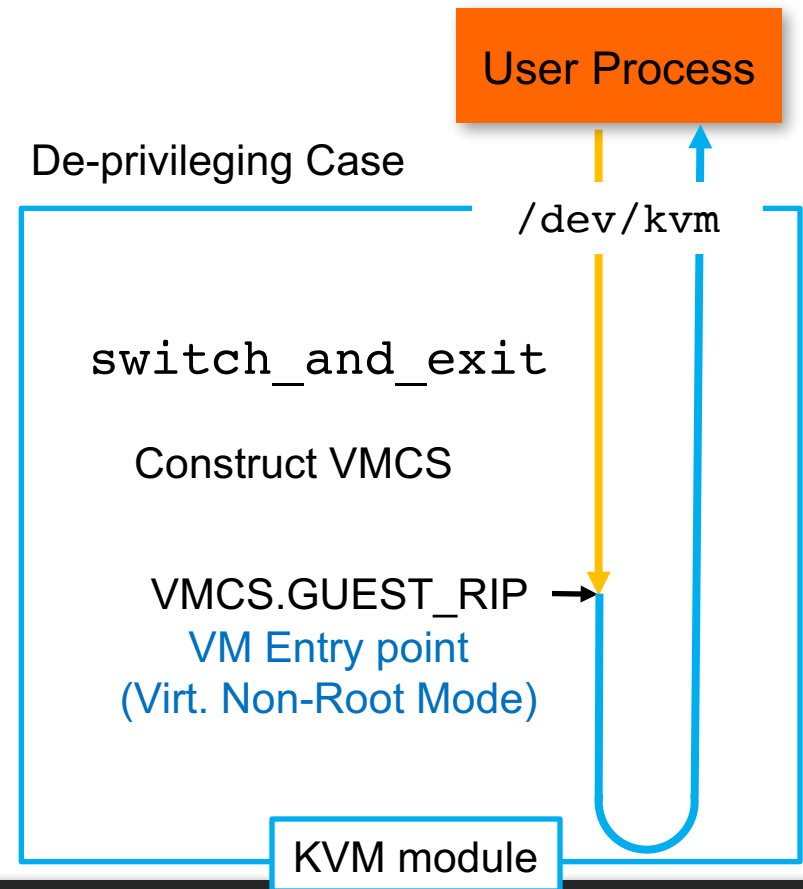 User Process
De-privileging Case
/dev/kvm
switch_and_exit
Construct VMCS
VMCS.GUEST_RIP
VM Entry point
(Virt. Non-Root Mode)
KVM module